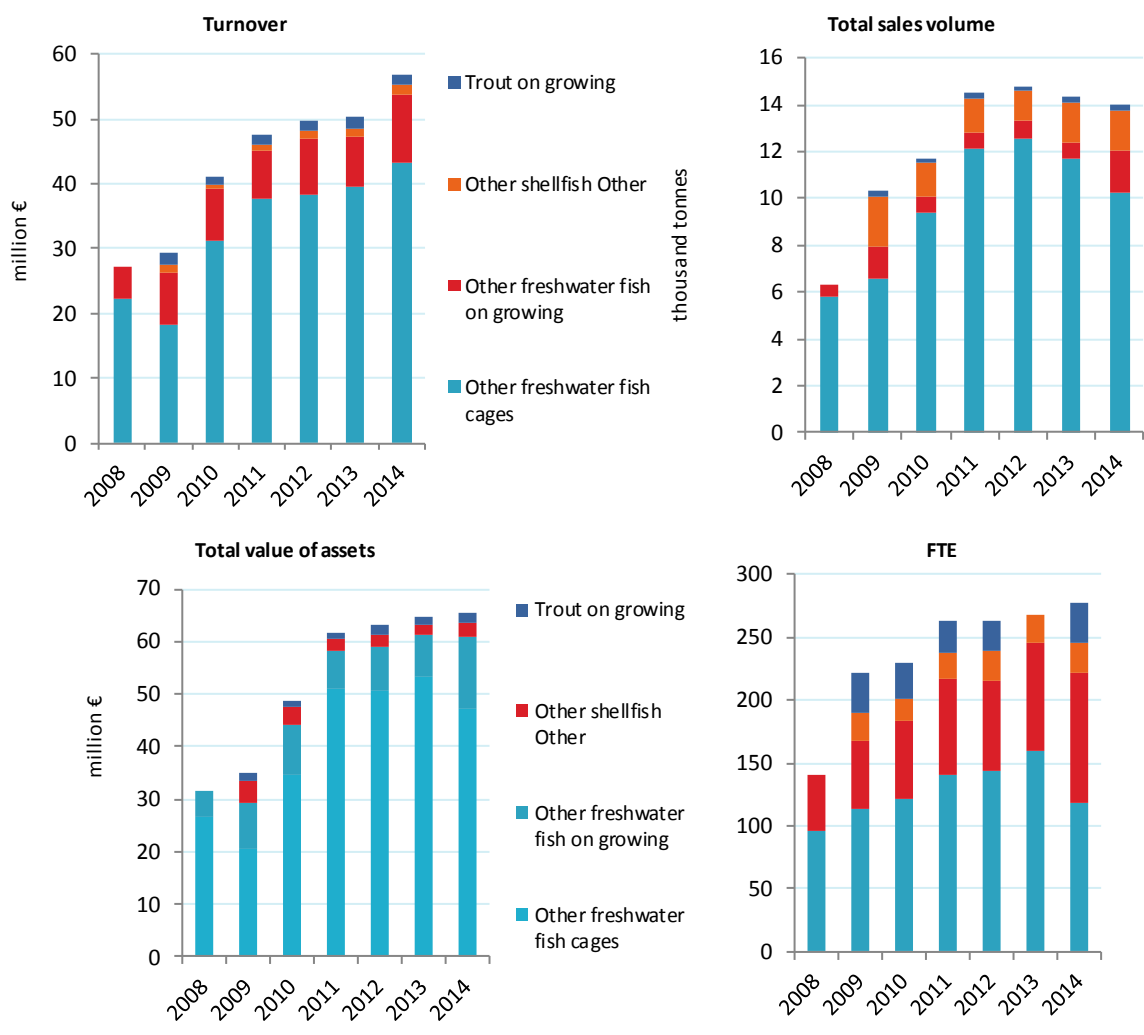 Turnover
60
50
40
30
20
10
0
million €
2008
2009
2010
2011
2012
2013
2014
Trout on growing
Other shellfish Other
Other freshwater fish
on growing
Other freshwater fish
cages
Total sales volume
16
14
12
10
8
6
4
2
0
thousand tonnes
2008
2009
2010
2011
2012
2013
2014
Total value of assets
70
60
50
40
30
20
10
0
million €
2008
2009
2010
2011
2012
2013
2014
Trout on growing
Other shellfish
Other
Other freshwater
fish on growing
Other freshwater
fish cages
FTE
300
250
200
150
100
50
0
2008
2009
2010
2011
2012
2013
2014